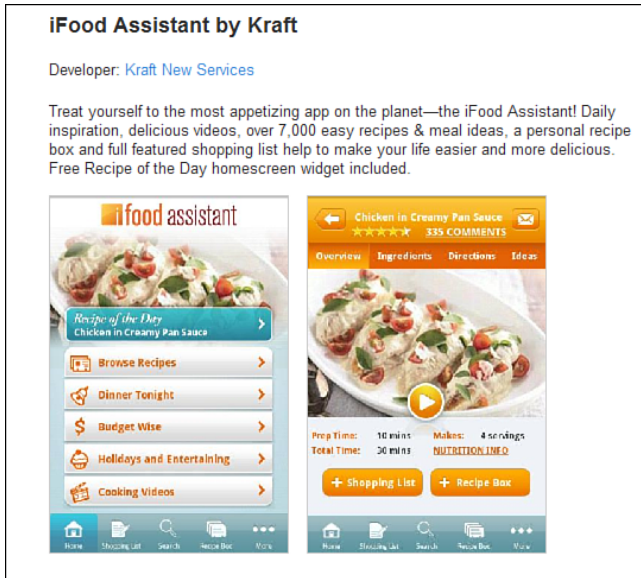 iFood Assistant by Kraft
Developer: Kraft New Services
Treat yourself to the most appetizing app on the planet—the iFood Assistant! Daily
inspiration, delicious videos, over 7,000 easy recipes & meal ideas, a personal recipe
box and full featured shopping list help to make your life easier and more delicious.
Free Recipe of the Day homescreen widget included.
ifood assistant
Recipe of the Day
Chicken in Creamy Pan Sauce
Browse Recipes
Dinner Tonight
Budget Wise
Holidays and Entertaining
Cooking Videos
Home Shopping List Search Recipe Box More
Chicken in Creamy Pan Sauce
335 COMMENTS
Overview Ingredients Directions Ideas
Prep Time: 10 mins Makes: 4 servings
Total Time: 30 mins NUTRITION INFO
+ Shopping List + Recipe Box
Home Shopping List Search Recipe Box More